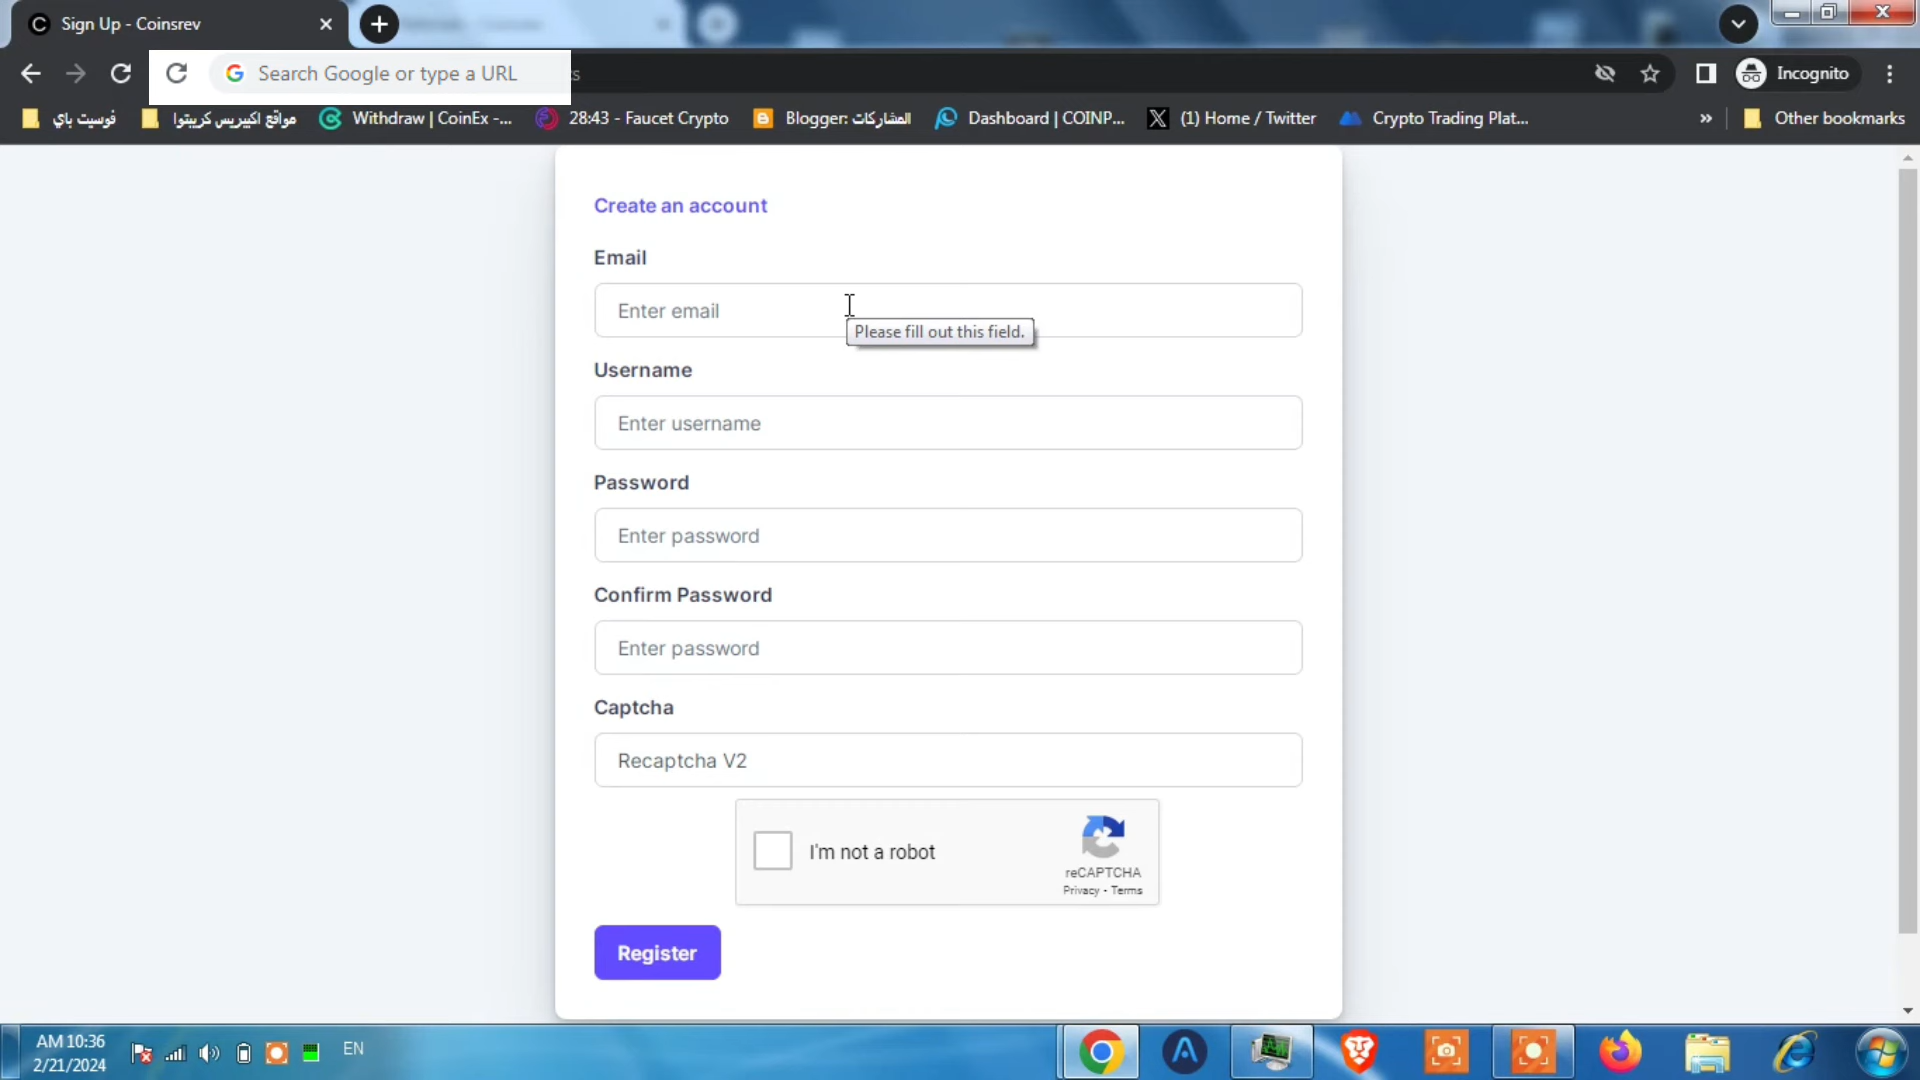 Sign Up - Coinsrev
Search Google or type a URL
s
Incognito
فوسيت باي
مواقع اكسبريس كريبتوا
Withdraw | CoinEx -...
28:43 - Faucet Crypto
Blogger: المشاركات
Dashboard | COINP...
(1) Home / Twitter
Crypto Trading Plat...
»
Other bookmarks
Create an account
Email
Enter email
Please fill out this field.
Username
Enter username
Password
Enter password
Confirm Password
Enter password
Captcha
Recaptcha V2
I'm not a robot
reCAPTCHA
Privacy - Terms
Register
AM 10:36
2/21/2024
EN